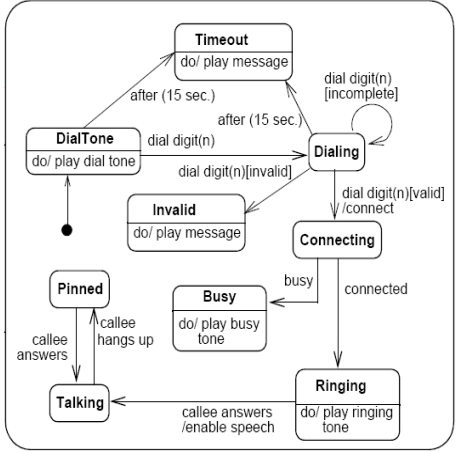 Timeout
do/ play message
dial digit(n)
[incomplete]
after (15 sec.)
after (15 sec.)
DialTone
do/ play dial tone
dial digit(n)
Dialing
dial digit(n)[invalid]
dial digit(n)[valid]
/connect
Invalid
do/ play message
Connecting
Pinned
busy
connected
Busy
do/ play busy
tone
callee
answers
callee
hangs up
Ringing
do/ play ringing
tone
Talking
callee answers
/enable speech